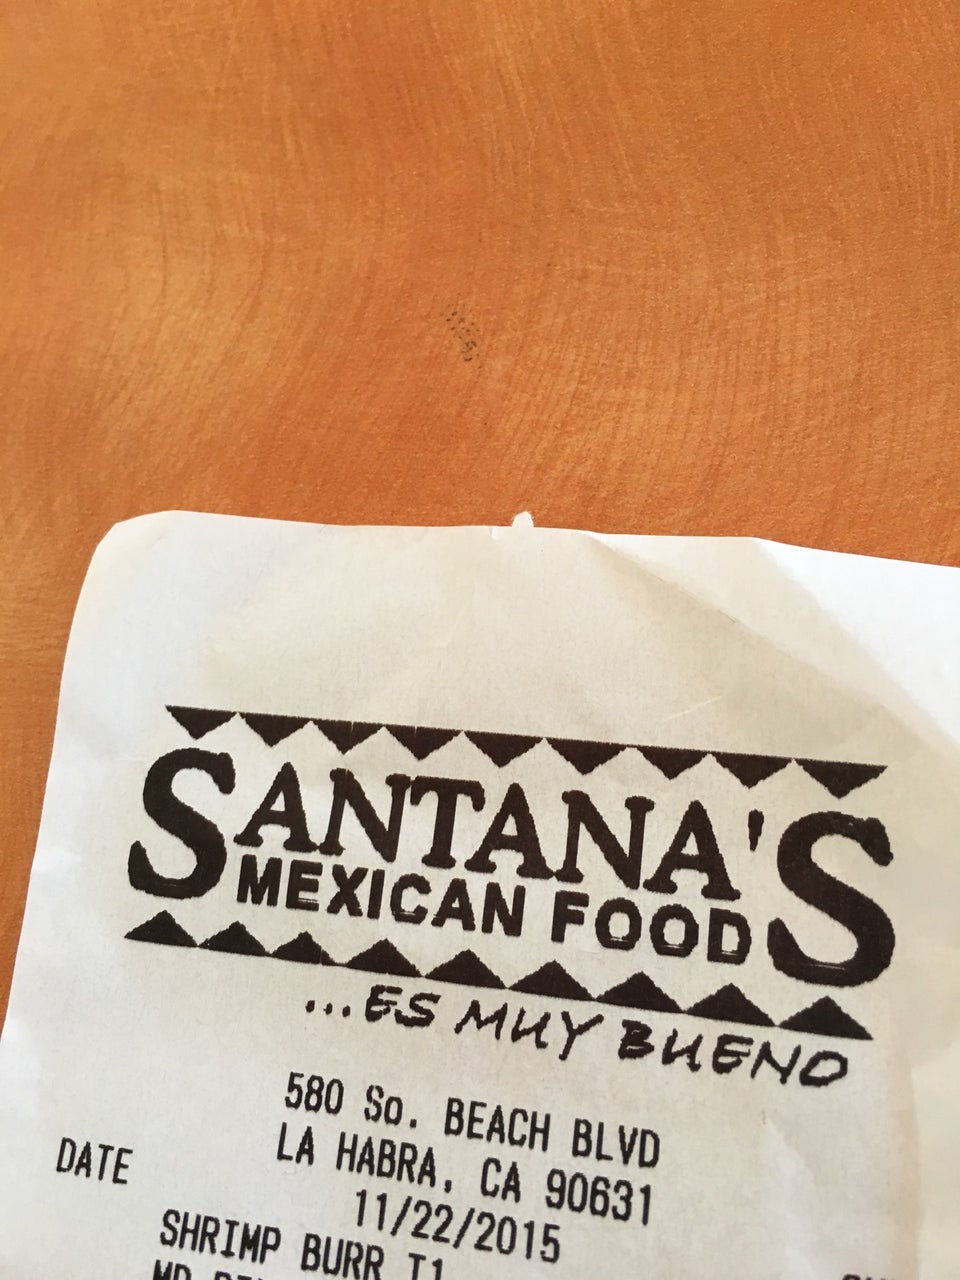 SANTANA'S
MEXICAN FOOD
...ES MUY BUENO
580 So. BEACH BLVD
LA HABRA, CA 90631
DATE 11/22/2015
SHRIMP BURR T1
MD